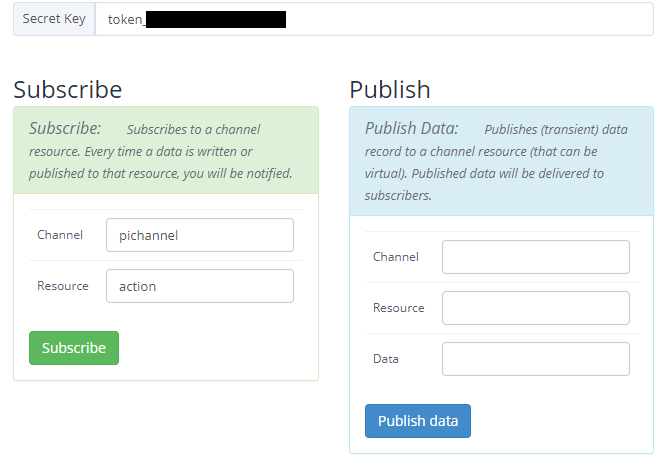 Secret Key token_
Subscribe
Subscribe: Subscribes to a channel
resource. Every time a data is written or
published to that resource, you will be notified.
Channel pichannel
Resource action
Subscribe
Publish
Publish Data: Publishes (transient) data
record to a channel resource (that can be
virtual). Published data will be delivered to
subscribers.
Channel
Resource
Data
Publish data